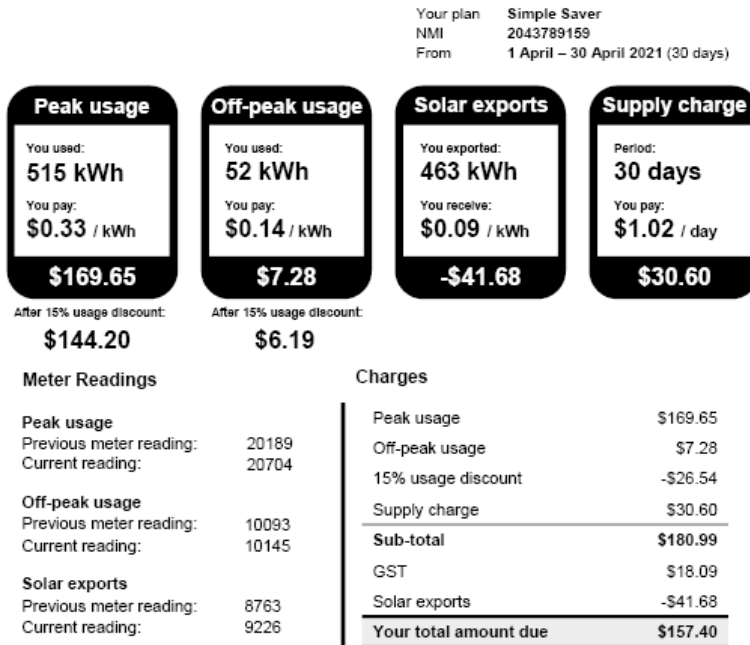 Your plan Simple Saver
NMI 2043789159
From 1 April – 30 April 2021 (30 days)
Peak usage
You used:
515 kWh
You pay:
$0.33 / kWh
$169.65
After 15% usage discount:
$144.20
Off-peak usage
You used:
52 kWh
You pay:
$0.14 / kWh
$7.28
After 15% usage discount:
$6.19
Solar exports
You exported:
463 kWh
You receive:
$0.09 / kWh
-$41.68
Supply charge
Period:
30 days
You pay:
$1.02 / day
$30.60
Meter Readings
Peak usage
Previous meter reading: 20189
Current reading: 20704
Off-peak usage
Previous meter reading: 10093
Current reading: 10145
Solar exports
Previous meter reading: 8763
Current reading: 9226
Charges
Peak usage $169.65
Off-peak usage $7.28
15% usage discount -$26.54
Supply charge $30.60
Sub-total $180.99
GST $18.09
Solar exports -$41.68
Your total amount due $157.40